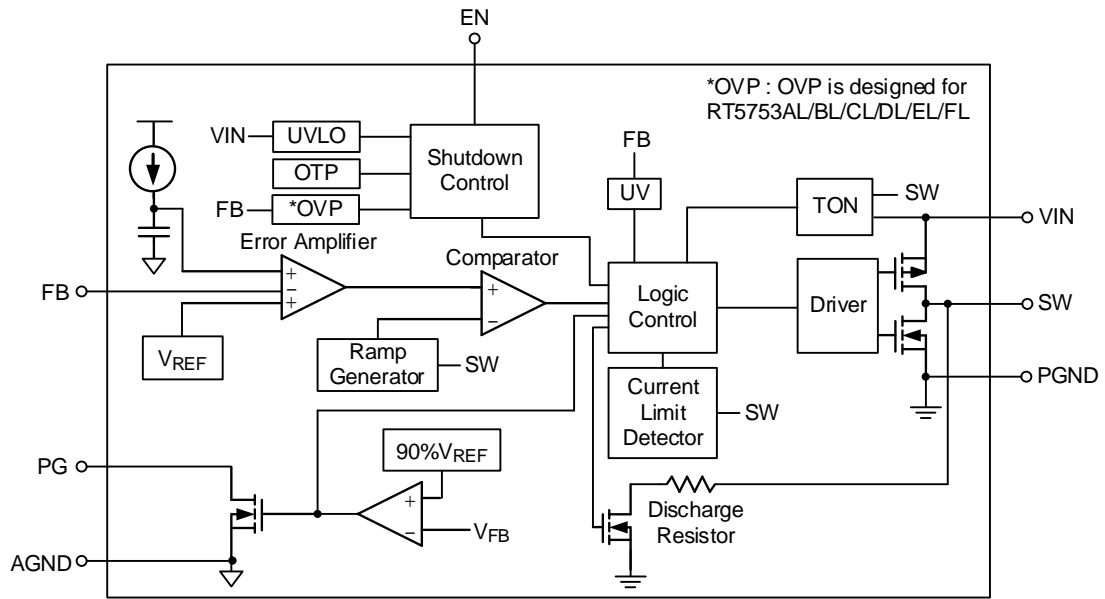 EN
*OVP : OVP is designed for
RT5753AL/BL/CL/DL/EL/FL
VIN
UVLO
Shutdown
Control
OTP
FB
*OVP
FB
UV
TON
SW
VIN
Error Amplifier
+
−
+
Comparator
+
−
FB
VREF
Ramp
Generator
SW
Logic
Control
Driver
SW
PGND
Current
Limit
Detector
SW
90%VREF
PG
+
−
VFB
Discharge
Resistor
AGND